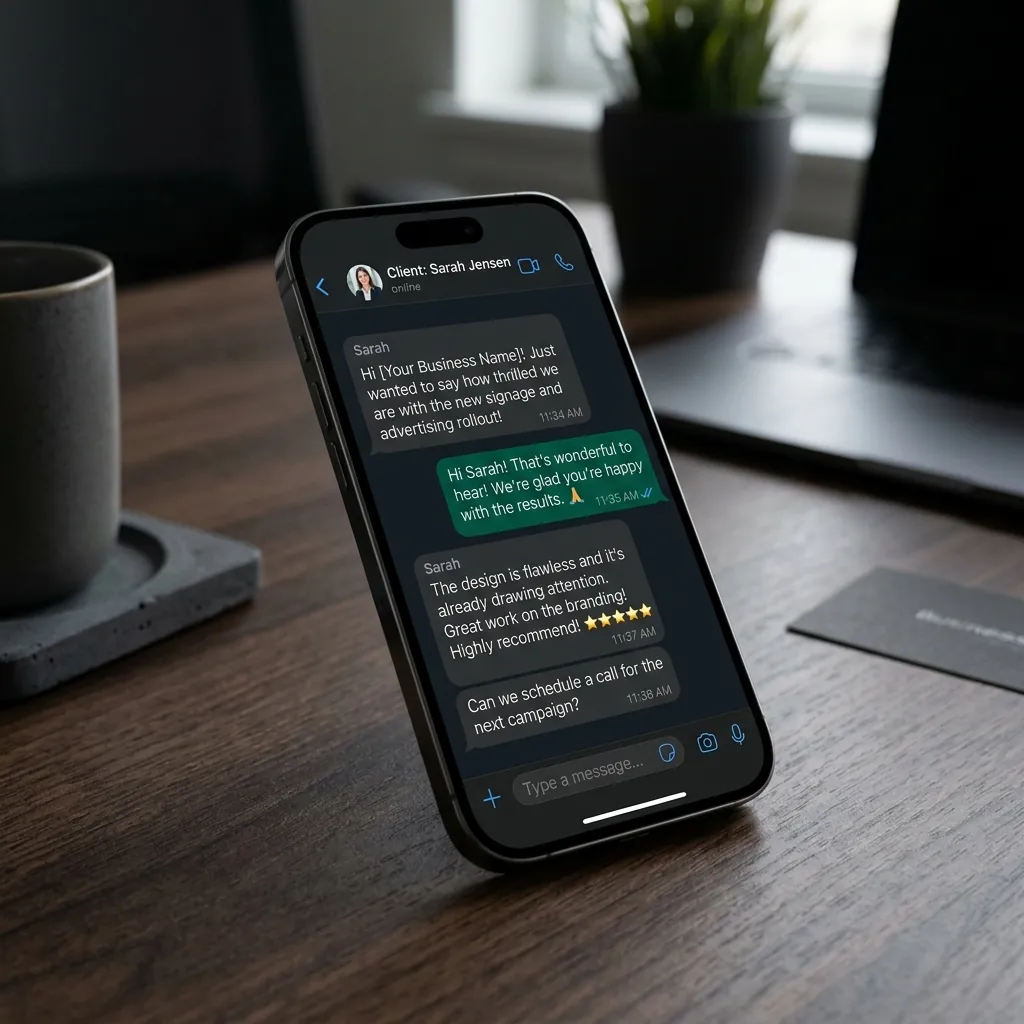 Client: Sarah Jensen
online
Sarah
Hi [Your Business Name]! Just
wanted to say how thrilled we
are with the new signage and
advertising rollout!
11:34 AM
Hi Sarah! That's wonderful to
hear! We're glad you're happy
with the results. 🙏
11:35 AM
Sarah
The design is flawless and it's
already drawing attention.
Great work on the branding!
Highly recommend! ⭐⭐⭐⭐⭐
11:37 AM
Can we schedule a call for the
next campaign?
11:38 AM
Type a message...
Business